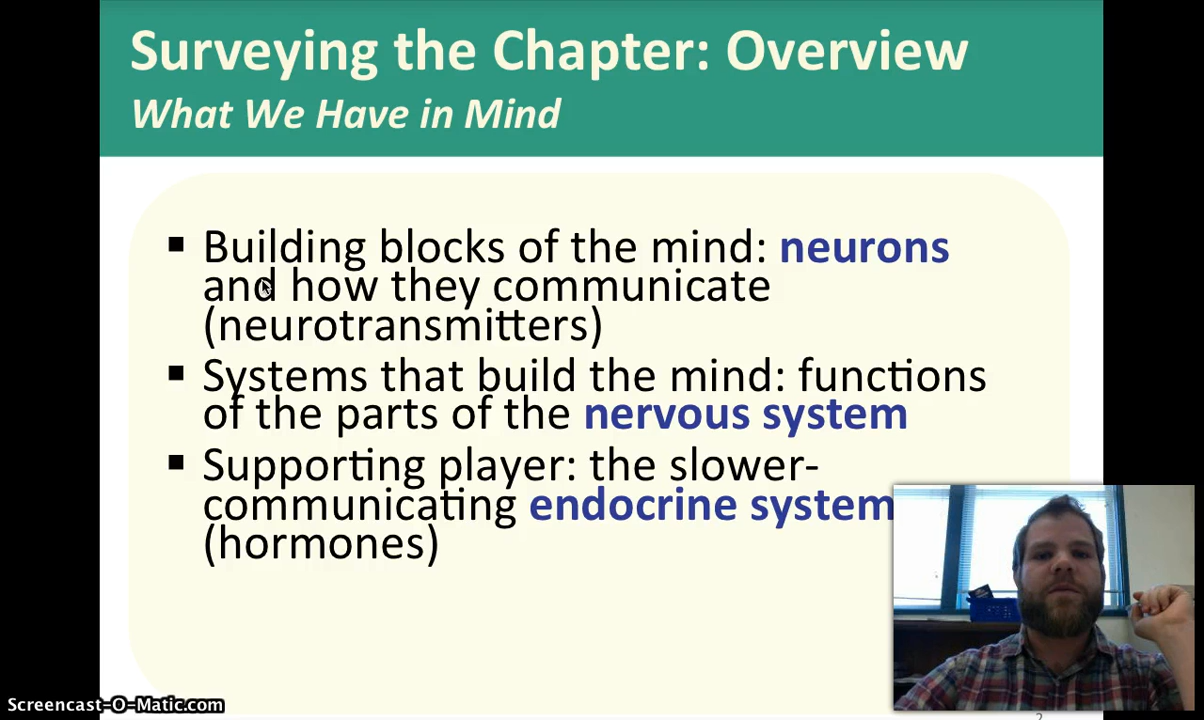 Surveying the Chapter: Overview
What We Have in Mind
Building blocks of the mind: neurons
and how they communicate
(neurotransmitters)
Systems that build the mind: functions
of the parts of the nervous system
Supporting player: the slower-
communicating endocrine system
(hormones)
Screencast-O-Matic.com
2